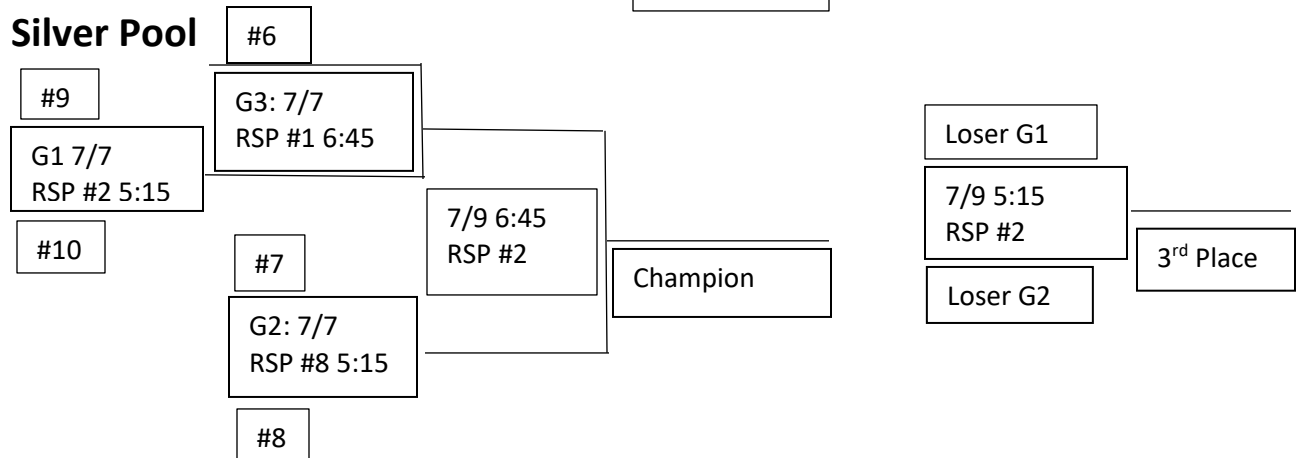 Silver Pool
#6
#9
G3: 7/7
RSP #1 6:45
G1 7/7
RSP #2 5:15
#10
#7
G2: 7/7
RSP #8 5:15
#8
7/9 6:45
RSP #2
Champion
Loser G1
7/9 5:15
RSP #2
Loser G2
3rd Place